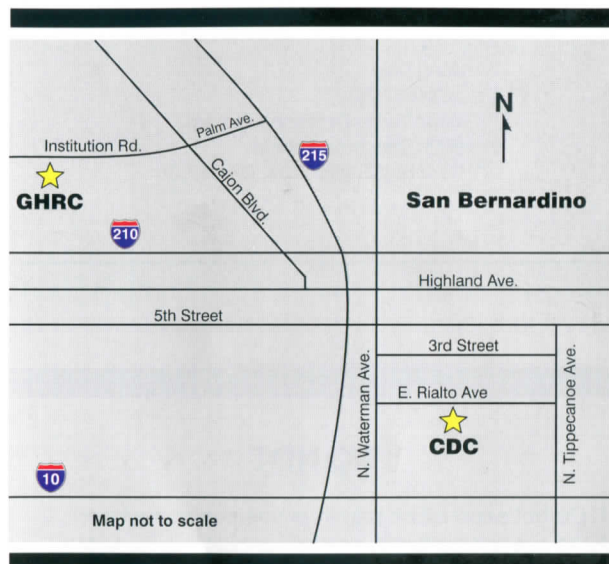 N
Palm Ave.
Institution Rd.
215
Cajon Blvd.
GHRC
San Bernardino
210
Highland Ave.
5th Street
3rd Street
N. Waterman Ave.
N. Tippecanoe Ave.
E. Rialto Ave
CDC
10
Map not to scale